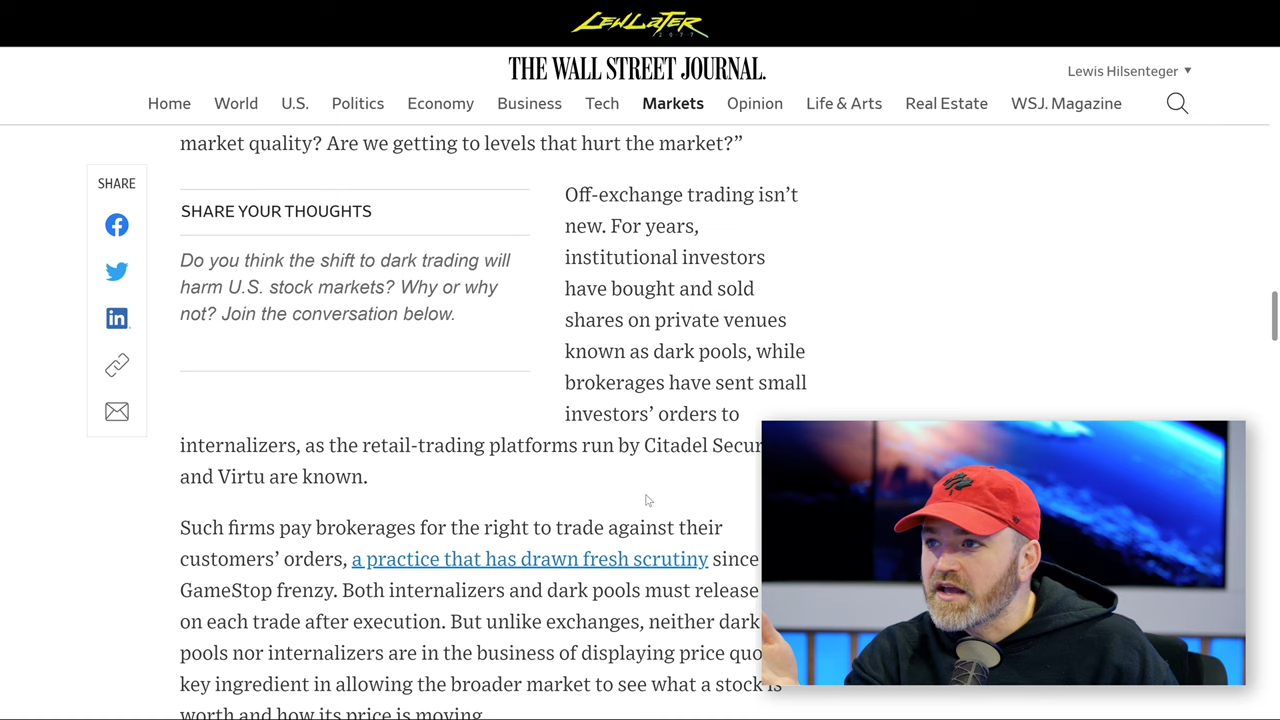 LEWLATER
2077
THE WALL STREET JOURNAL.
Lewis Hilsenteger
Home World U.S. Politics Economy Business Tech Markets Opinion Life & Arts Real Estate WSJ. Magazine
market quality? Are we getting to levels that hurt the market?”
SHARE
SHARE YOUR THOUGHTS
Do you think the shift to dark trading will
harm U.S. stock markets? Why or why
not? Join the conversation below.
Off-exchange trading isn’t
new. For years,
institutional investors
have bought and sold
shares on private venues
known as dark pools, while
brokerages have sent small
investors’ orders to
internalizers, as the retail-trading platforms run by Citadel Secur
and Virtu are known.
Such firms pay brokerages for the right to trade against their
customers’ orders, a practice that has drawn fresh scrutiny since
GameStop frenzy. Both internalizers and dark pools must release
on each trade after execution. But unlike exchanges, neither dark
pools nor internalizers are in the business of displaying price quo
key ingredient in allowing the broader market to see what a stock is
worth and how its price is moving.